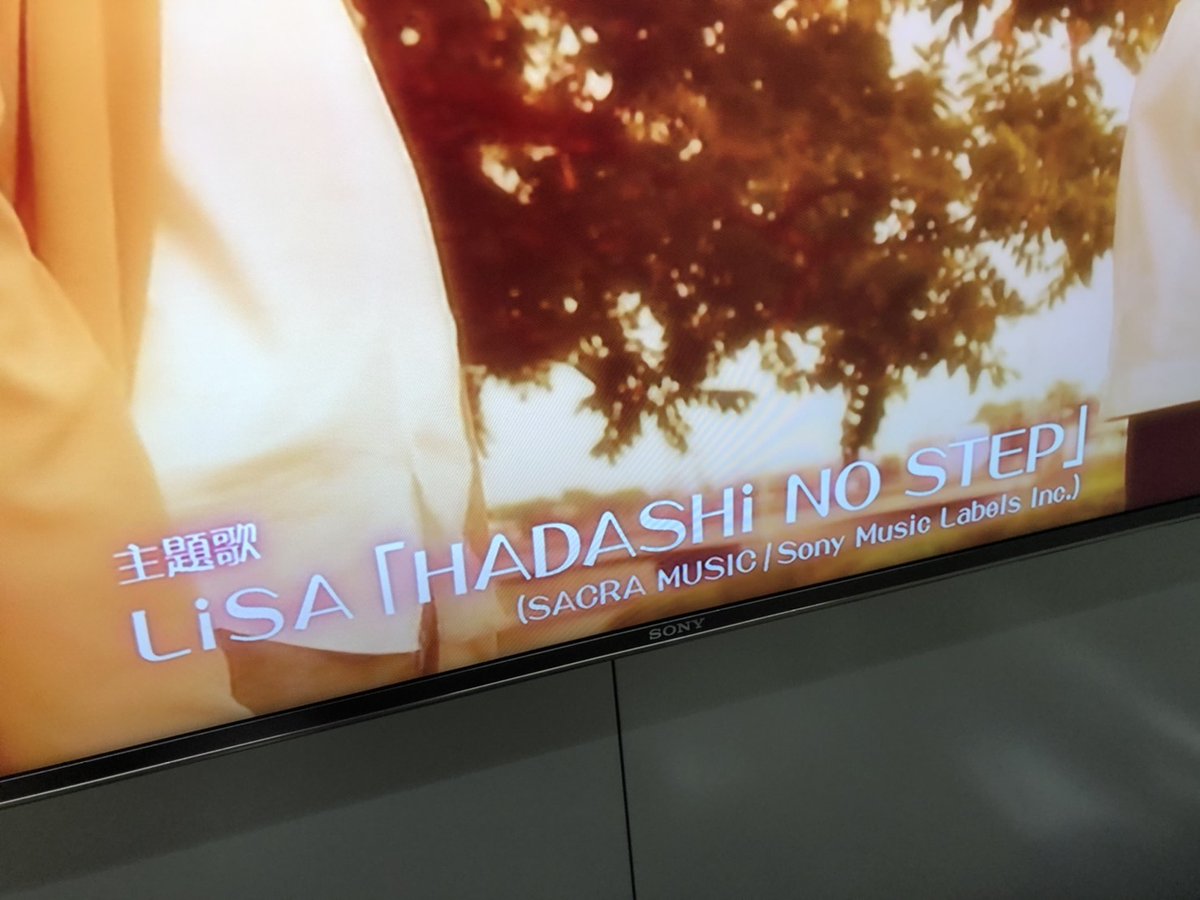 主題歌
LiSA「HADASHi NO STEP」
(SACRA MUSIC / Sony Music Labels Inc.)
SONY